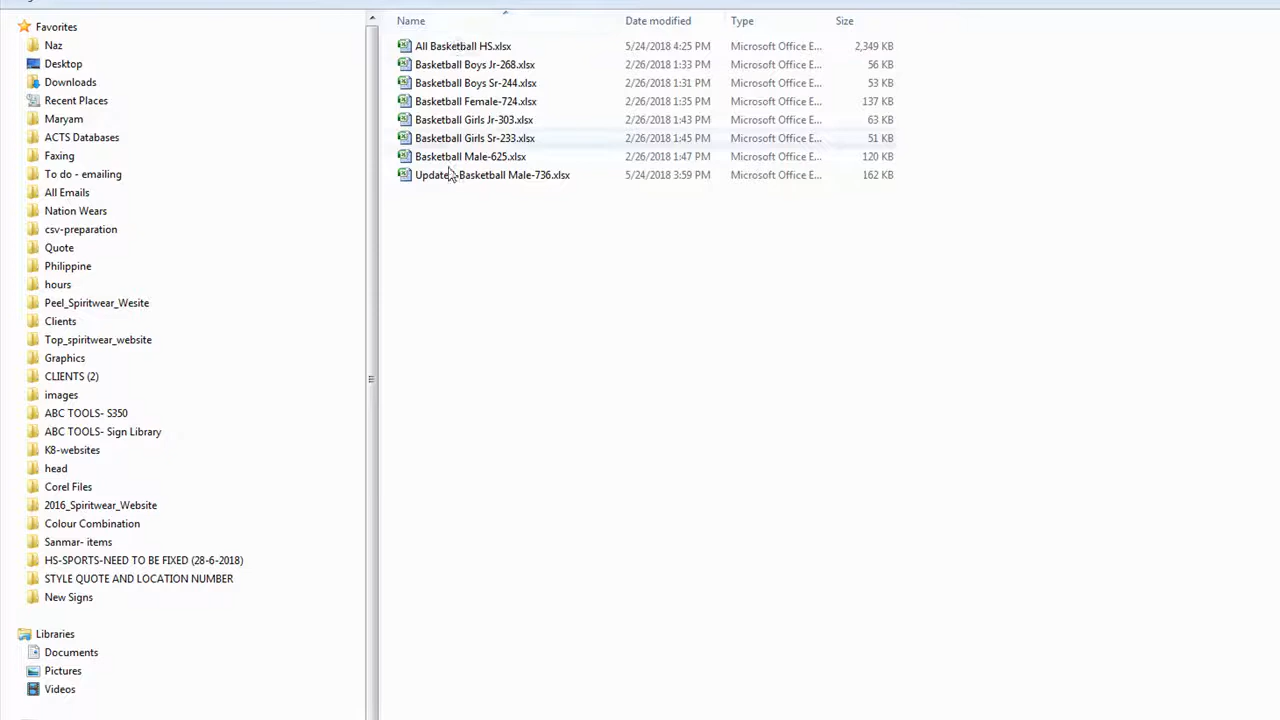 Favorites
Naz
Desktop
Downloads
Recent Places
Maryam
ACTS Databases
Faxing
To do - emailing
All Emails
Nation Wears
csv-preparation
Quote
Philippine
hours
Peel_Spiritwear_Wesite
Clients
Top_spiritwear_website
Graphics
CLIENTS (2)
images
ABC TOOLS- S350
ABC TOOLS- Sign Library
K8-websites
head
Corel Files
2016_Spiritwear_Website
Colour Combination
Sanmar- items
HS-SPORTS-NEED TO BE FIXED (28-6-2018)
STYLE QUOTE AND LOCATION NUMBER
New Signs
Libraries
Documents
Pictures
Videos
Name Date modified Type Size
All Basketball HS.xlsx 5/24/2018 4:25 PM Microsoft Office E... 2,349 KB
Basketball Boys Jr-268.xlsx 2/26/2018 1:33 PM Microsoft Office E... 56 KB
Basketball Boys Sr-244.xlsx 2/26/2018 1:31 PM Microsoft Office E... 53 KB
Basketball Female-724.xlsx 2/26/2018 1:35 PM Microsoft Office E... 137 KB
Basketball Girls Jr-303.xlsx 2/26/2018 1:43 PM Microsoft Office E... 63 KB
Basketball Girls Sr-233.xlsx 2/26/2018 1:45 PM Microsoft Office E... 51 KB
Basketball Male-625.xlsx 2/26/2018 1:47 PM Microsoft Office E... 120 KB
Basketball Male-736.xlsx 5/24/2018 3:59 PM Microsoft Office E... 162 KB